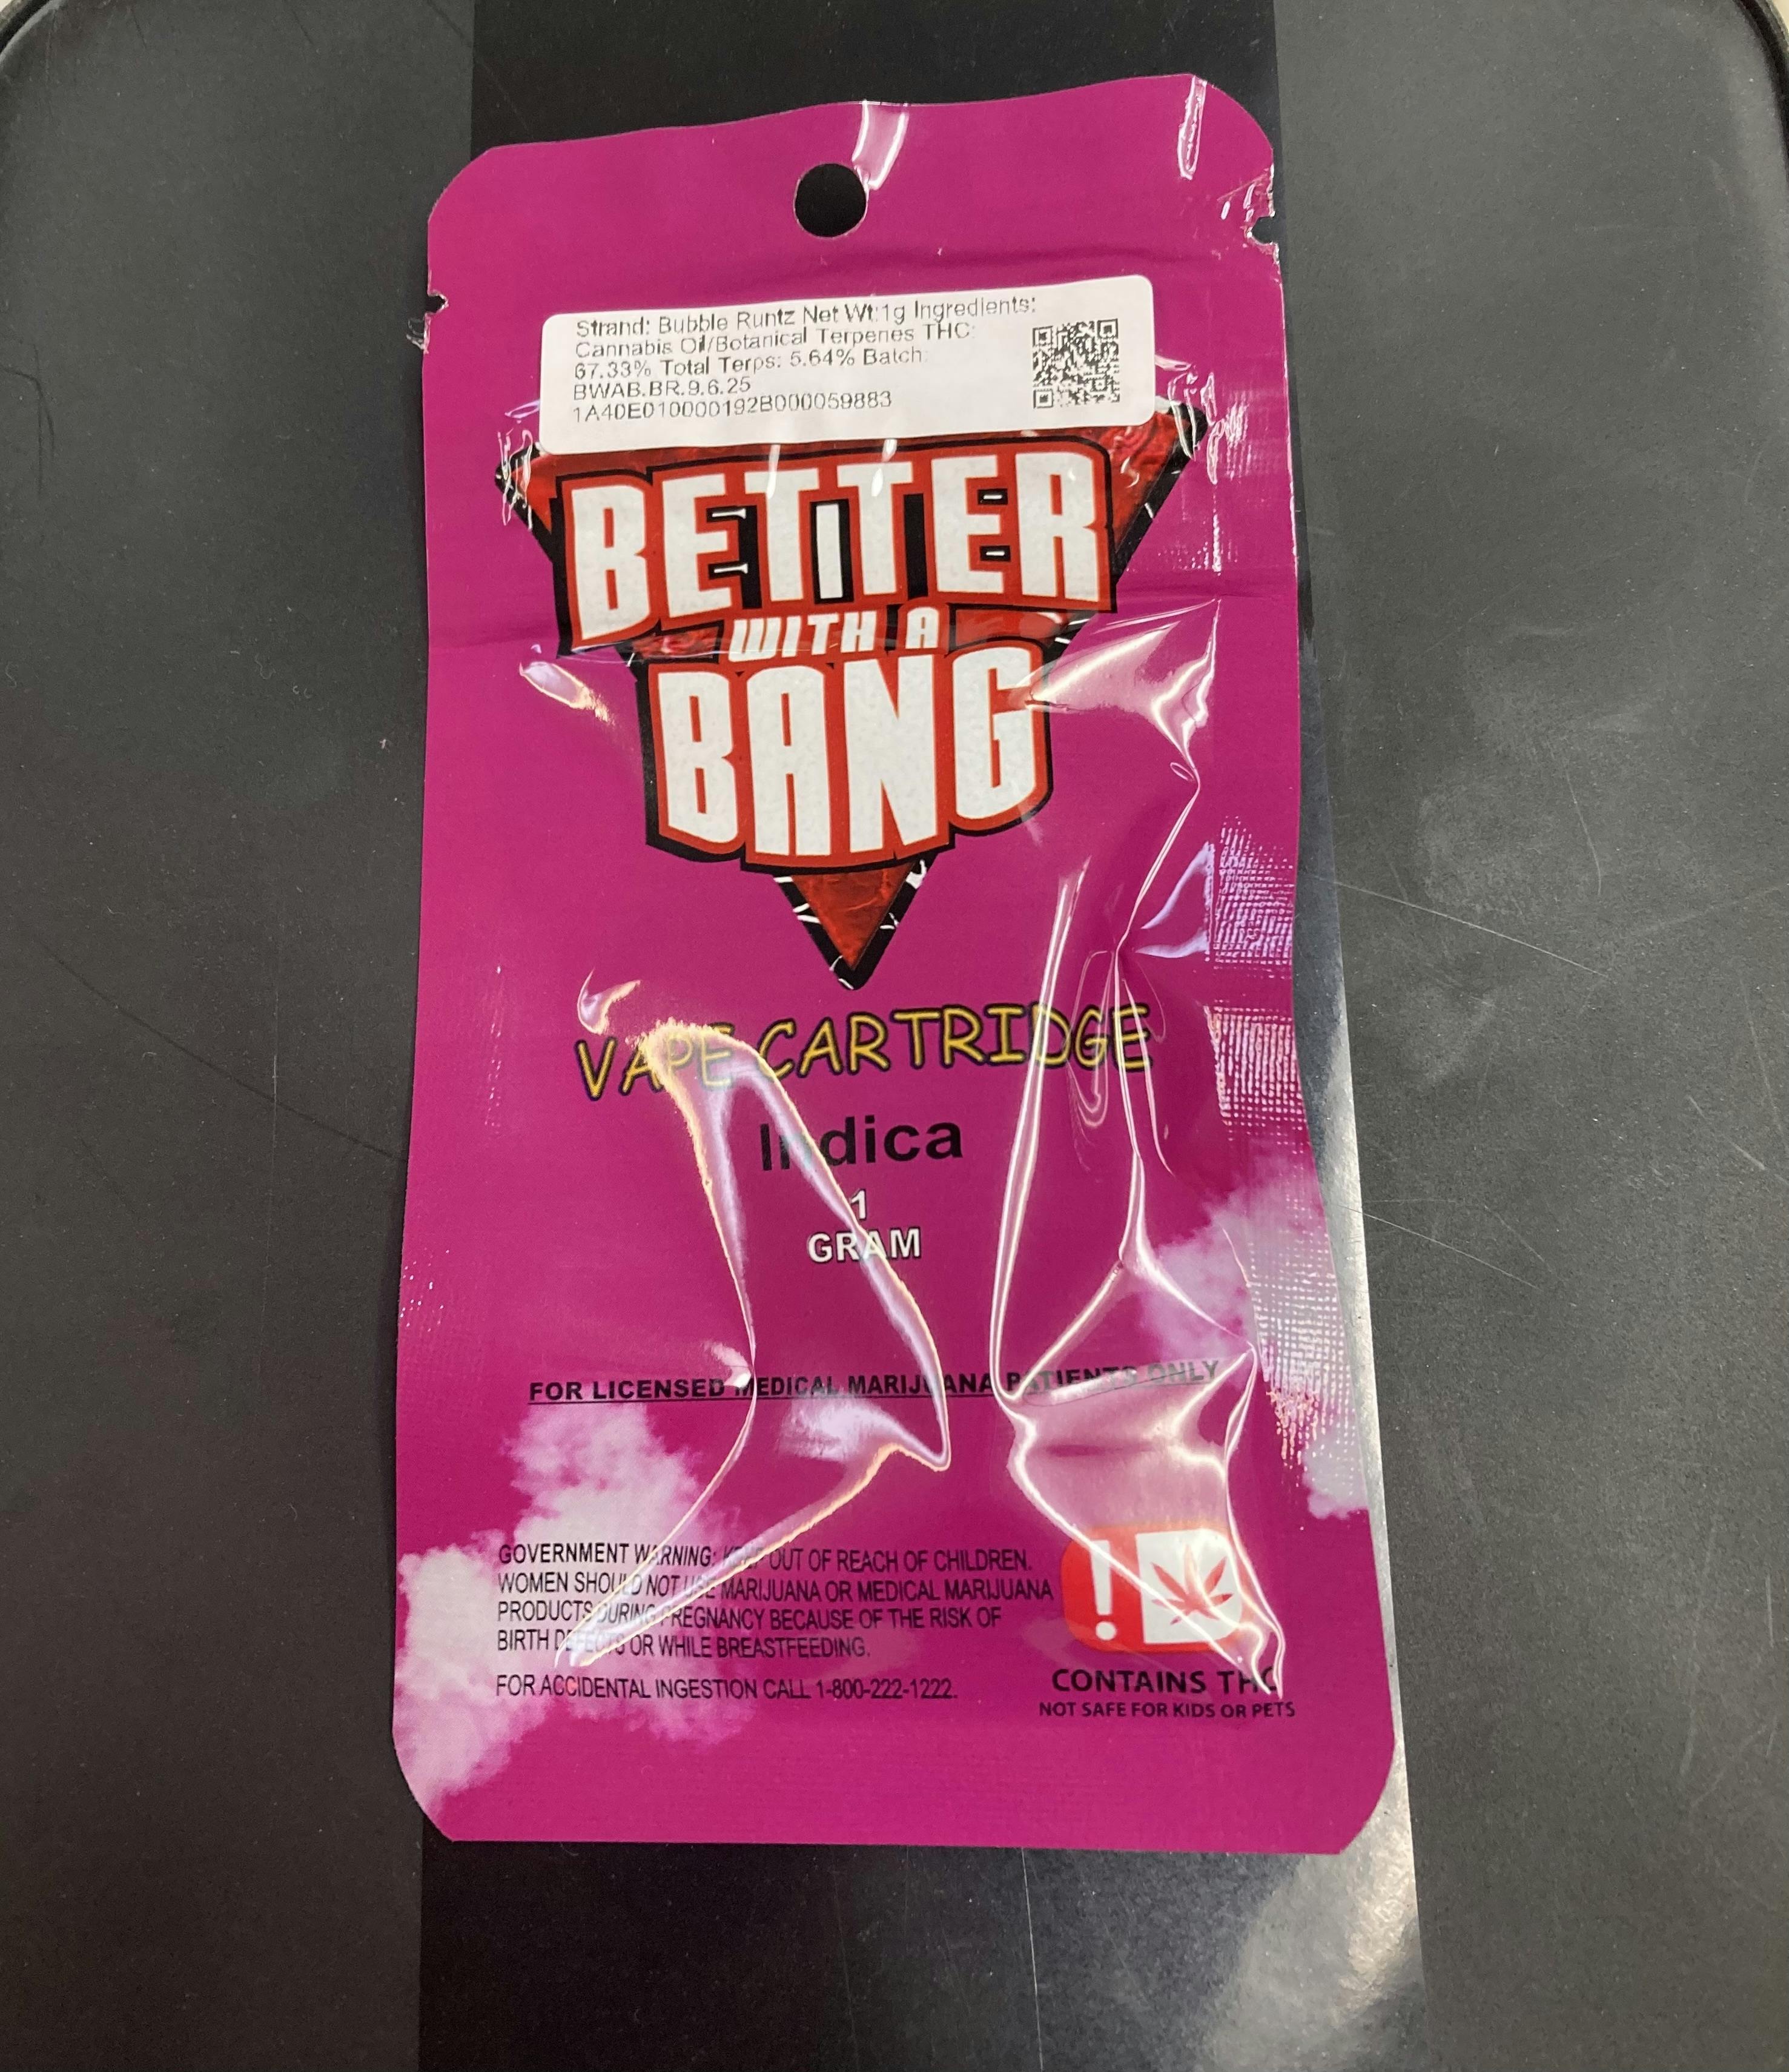 Strand: Bubble Runtz Net Wt:1g Ingredients:
Cannabis Oil/Botanical Terpenes THC:
67.33% Total Terps: 5.64% Batch:
BWAB.BR.9.6.25
1A40E010000192B000059883
BETTER
WITH A
BANG
VAPE CARTRIDGE
Indica
1
GRAM
FOR LICENSED MEDICAL MARIJUANA PATIENTS ONLY
GOVERNMENT WARNING: KEEP OUT OF REACH OF CHILDREN.
WOMEN SHOULD NOT USE MARIJUANA OR MEDICAL MARIJUANA
PRODUCTS DURING PREGNANCY BECAUSE OF THE RISK OF
BIRTH DEFECTS OR WHILE BREASTFEEDING.
FOR ACCIDENTAL INGESTION CALL 1-800-222-1222.
!
CONTAINS THC
NOT SAFE FOR KIDS OR PETS